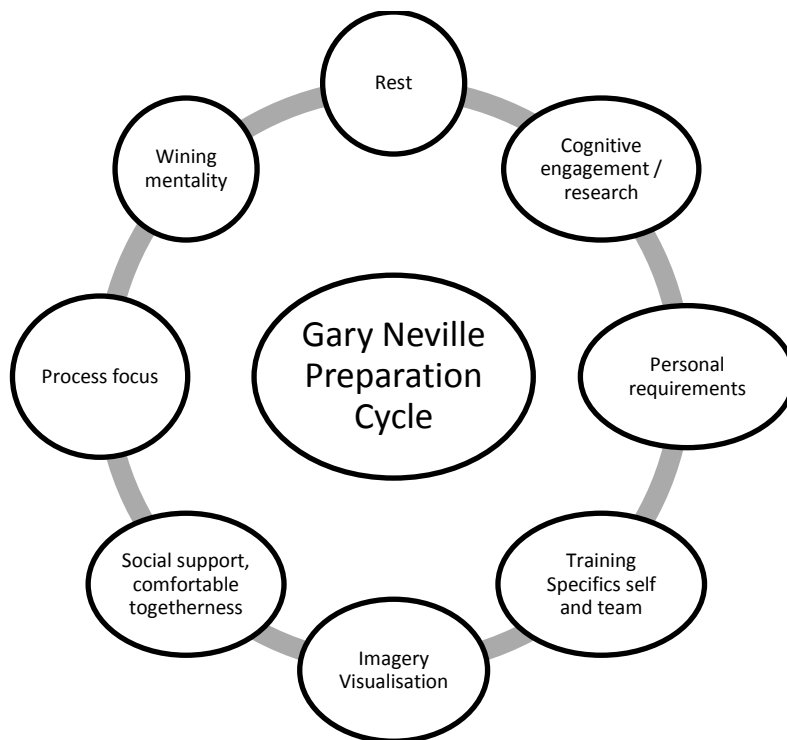 Rest
Cognitive
engagement /
research
Personal
requirements
Training
Specifics self
and team
Imagery
Visualisation
Social support,
comfortable
togetherness
Process focus
Wining
mentality
Gary Neville
Preparation
Cycle